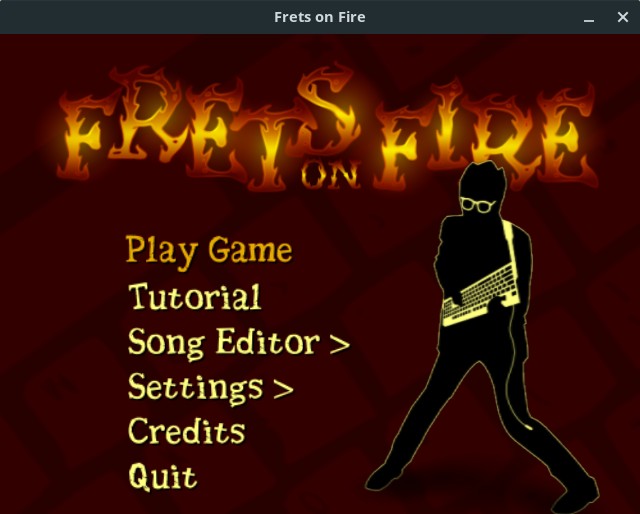 Frets on Fire
FRETS ON FIRE
Play Game
Tutorial
Song Editor >
Settings >
Credits
Quit